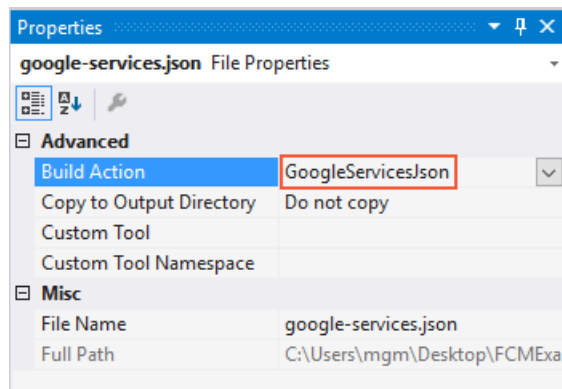 Properties
google-services.json File Properties
Advanced
Build Action GoogleServicesJson
Copy to Output Directory Do not copy
Custom Tool
Custom Tool Namespace
Misc
File Name google-services.json
Full Path C:\Users\mgm\Desktop\FCMExa